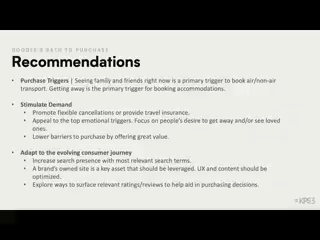 PATH TO PURCHASE
Recommendations
• Purchase Triggers | Seeing family and friends right now is a primary trigger to book air/non-air
transport. Getting away is the primary trigger for booking accommodations.
• Stimulate Demand
• Promote flexible cancellations or provide travel insurance.
• Appeal to the top emotional triggers. Focus on people's desire to get away and/or see loved
ones.
• Lower barriers to purchase by offering great value.
• Adapt to the evolving consumer journey
• Increase search presence with most relevant search terms.
• A brand's owned site is a key asset that should be leveraged. UX and content should be
optimized.
• Explore ways to surface relevant ratings/reviews to help aid in purchasing decisions.
KPS3